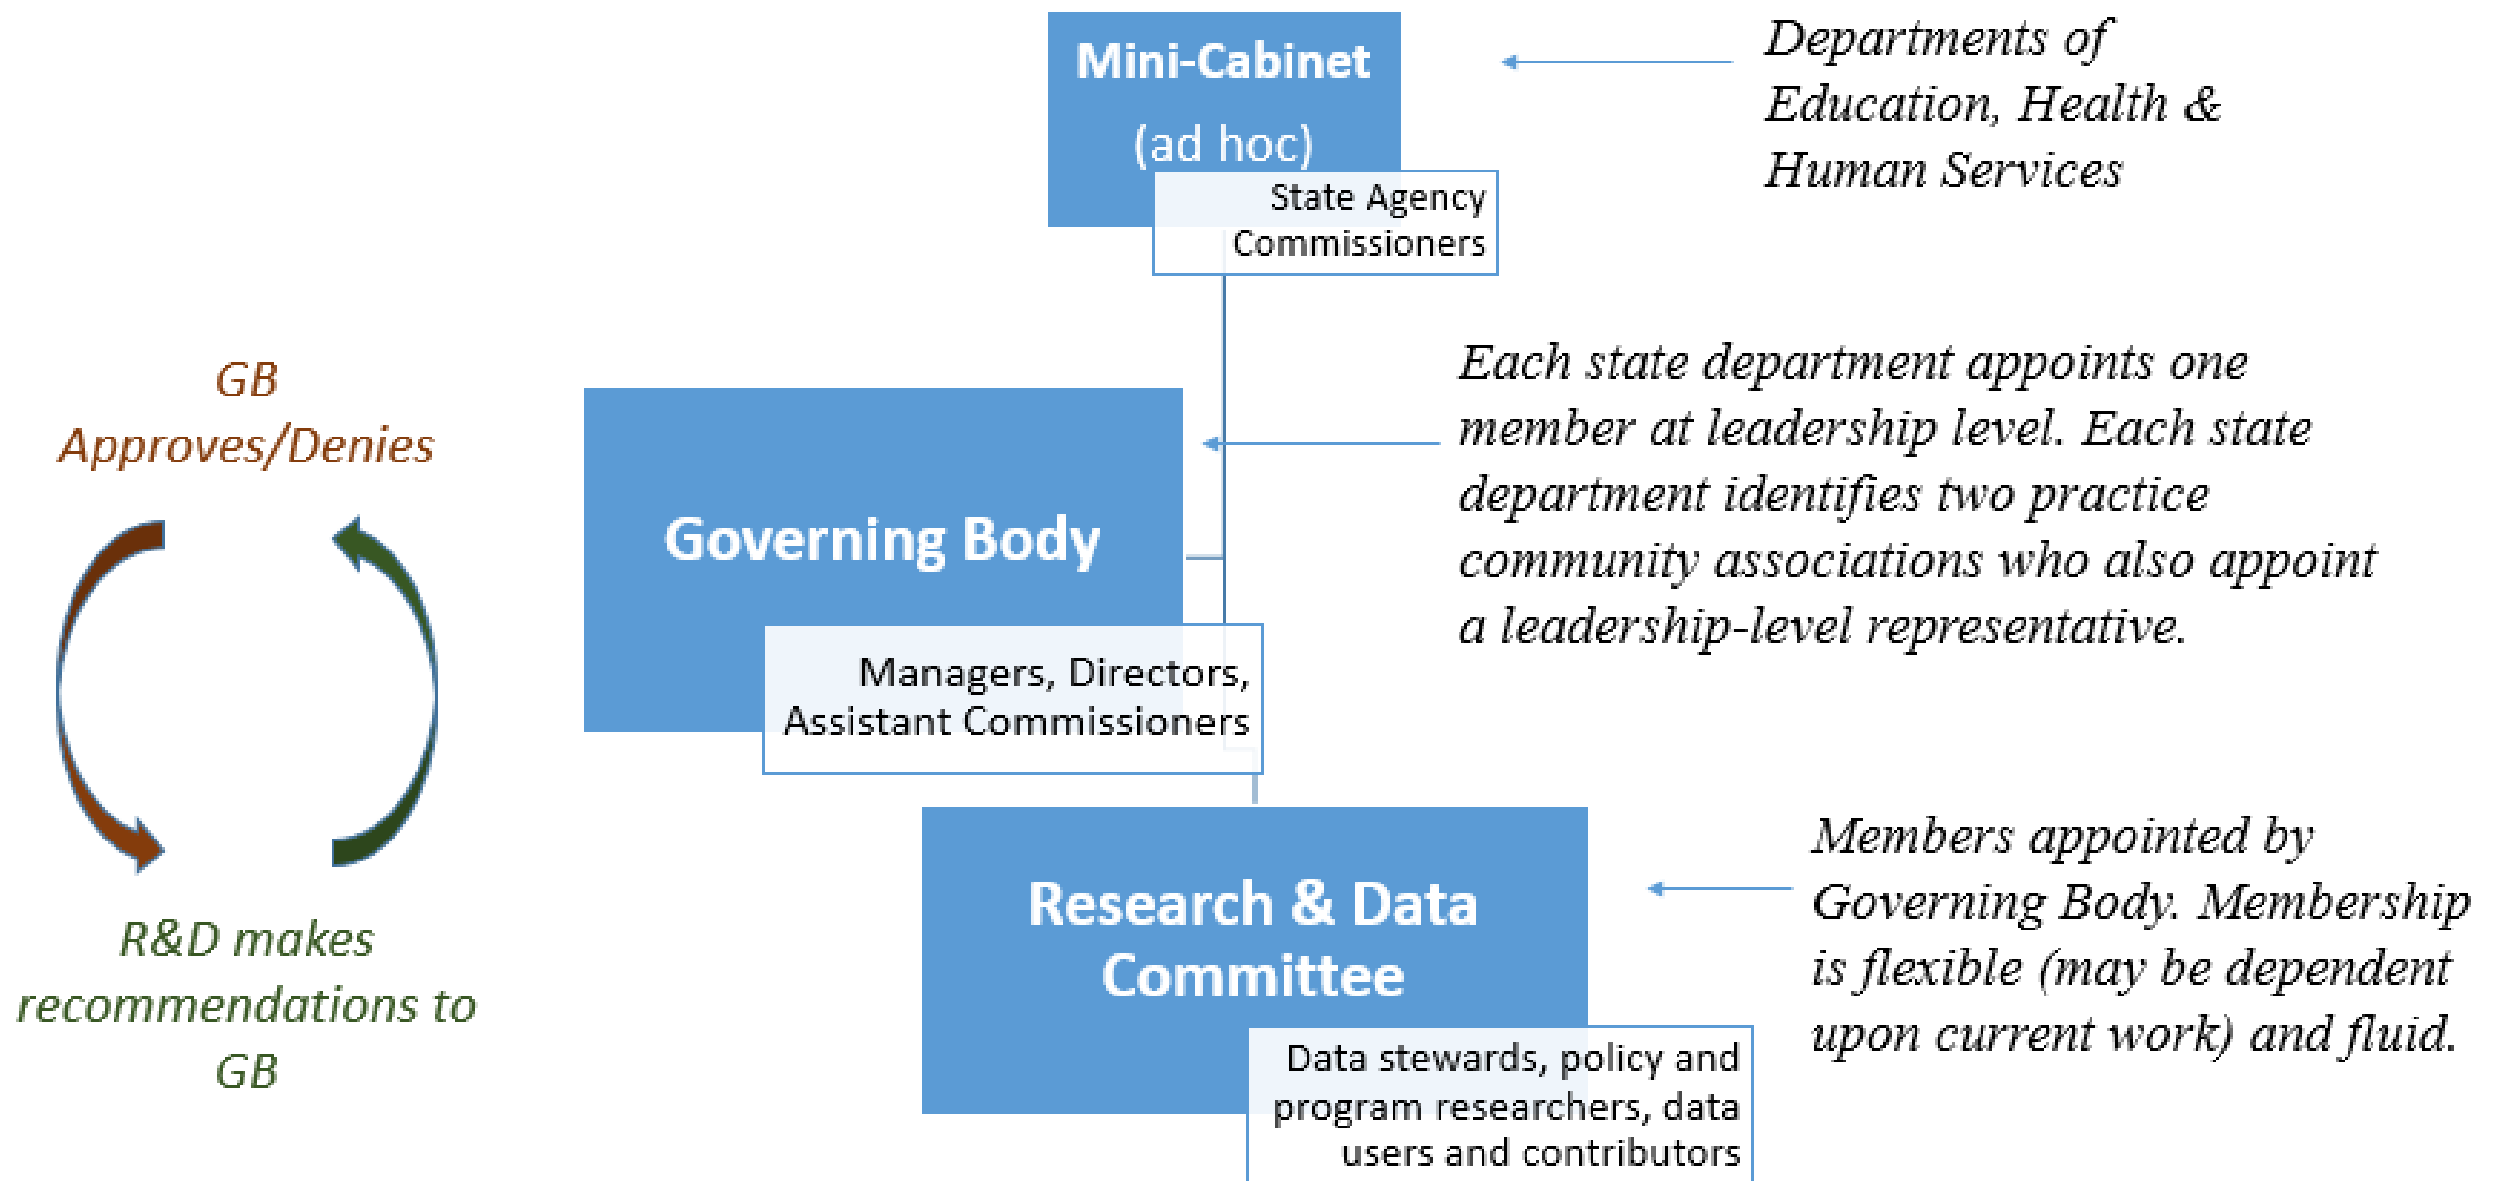 Mini-Cabinet
(ad hoc)
State Agency
Commissioners
Departments of
Education, Health &
Human Services
GB
Approves/Denies
R&D makes
recommendations to
GB
Governing Body
Managers, Directors,
Assistant Commissioners
Each state department appoints one
member at leadership level. Each state
department identifies two practice
community associations who also appoint
a leadership-level representative.
Research & Data
Committee
Data stewards, policy and
program researchers, data
users and contributors
Members appointed by
Governing Body. Membership
is flexible (may be dependent
upon current work) and fluid.